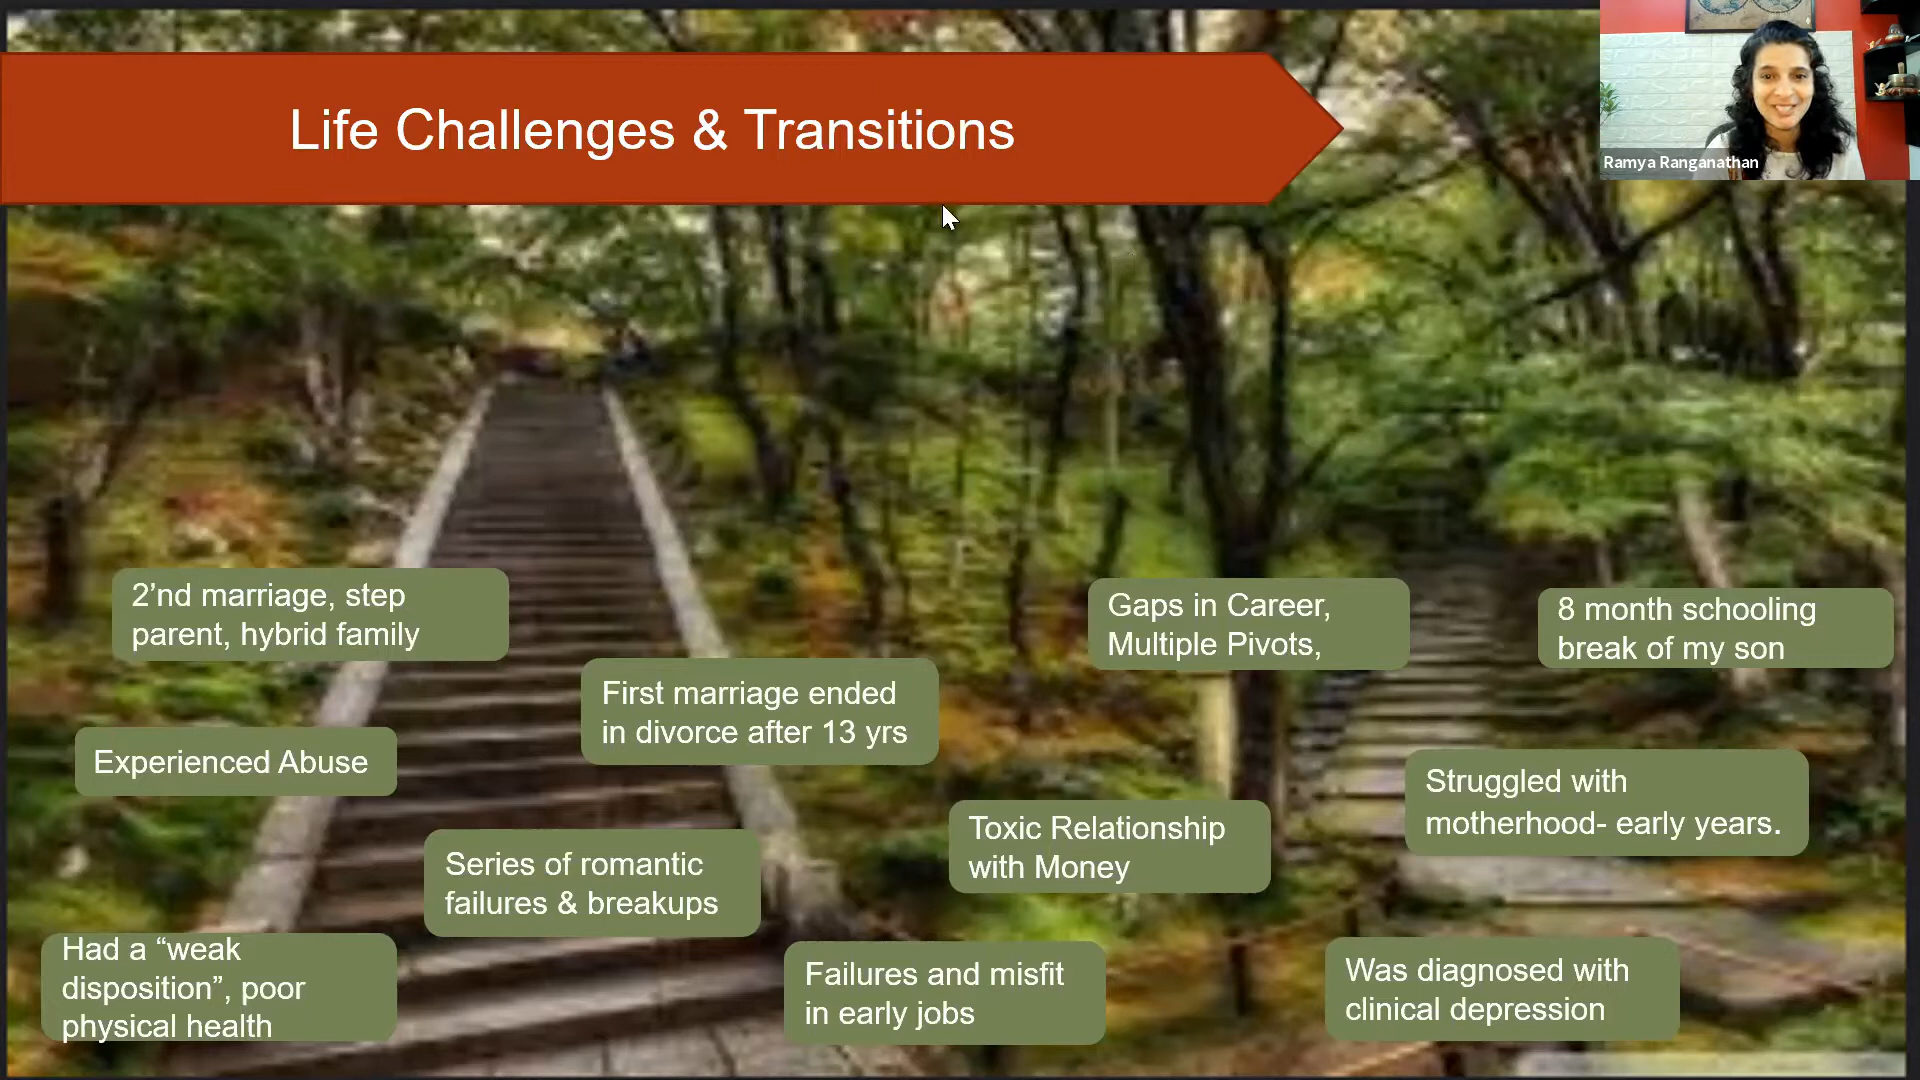 Life Challenges & Transitions
Ramya Ranganathan
2'nd marriage, step
parent, hybrid family
Gaps in Career,
Multiple Pivots,
8 month schooling
break of my son
First marriage ended
in divorce after 13 yrs
Experienced Abuse
Struggled with
motherhood- early years.
Toxic Relationship
with Money
Series of romantic
failures & breakups
Had a “weak
disposition”, poor
physical health
Failures and misfit
in early jobs
Was diagnosed with
clinical depression